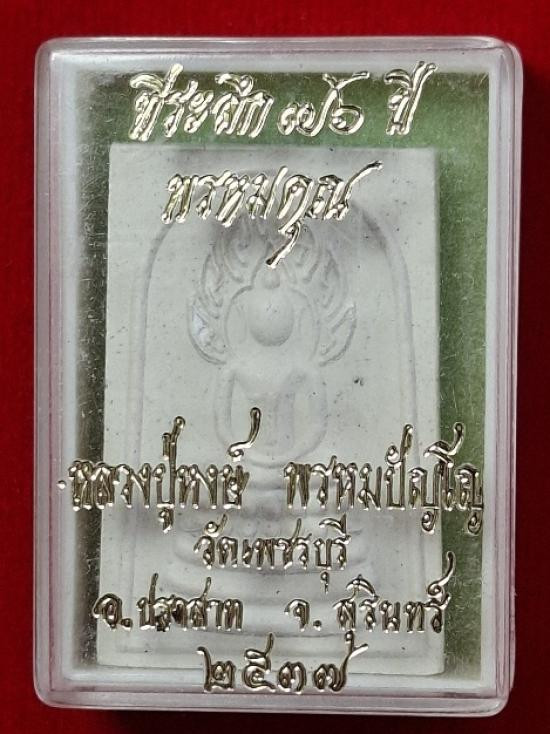 ที่ระลึก ๗๖ ปี
พรหมคุณ
หลวงปู่หงษ์ พรหมปัญโญ
วัดเพชรบุรี
อ.ปราสาท จ.สุรินทร์
๒๕๓๗